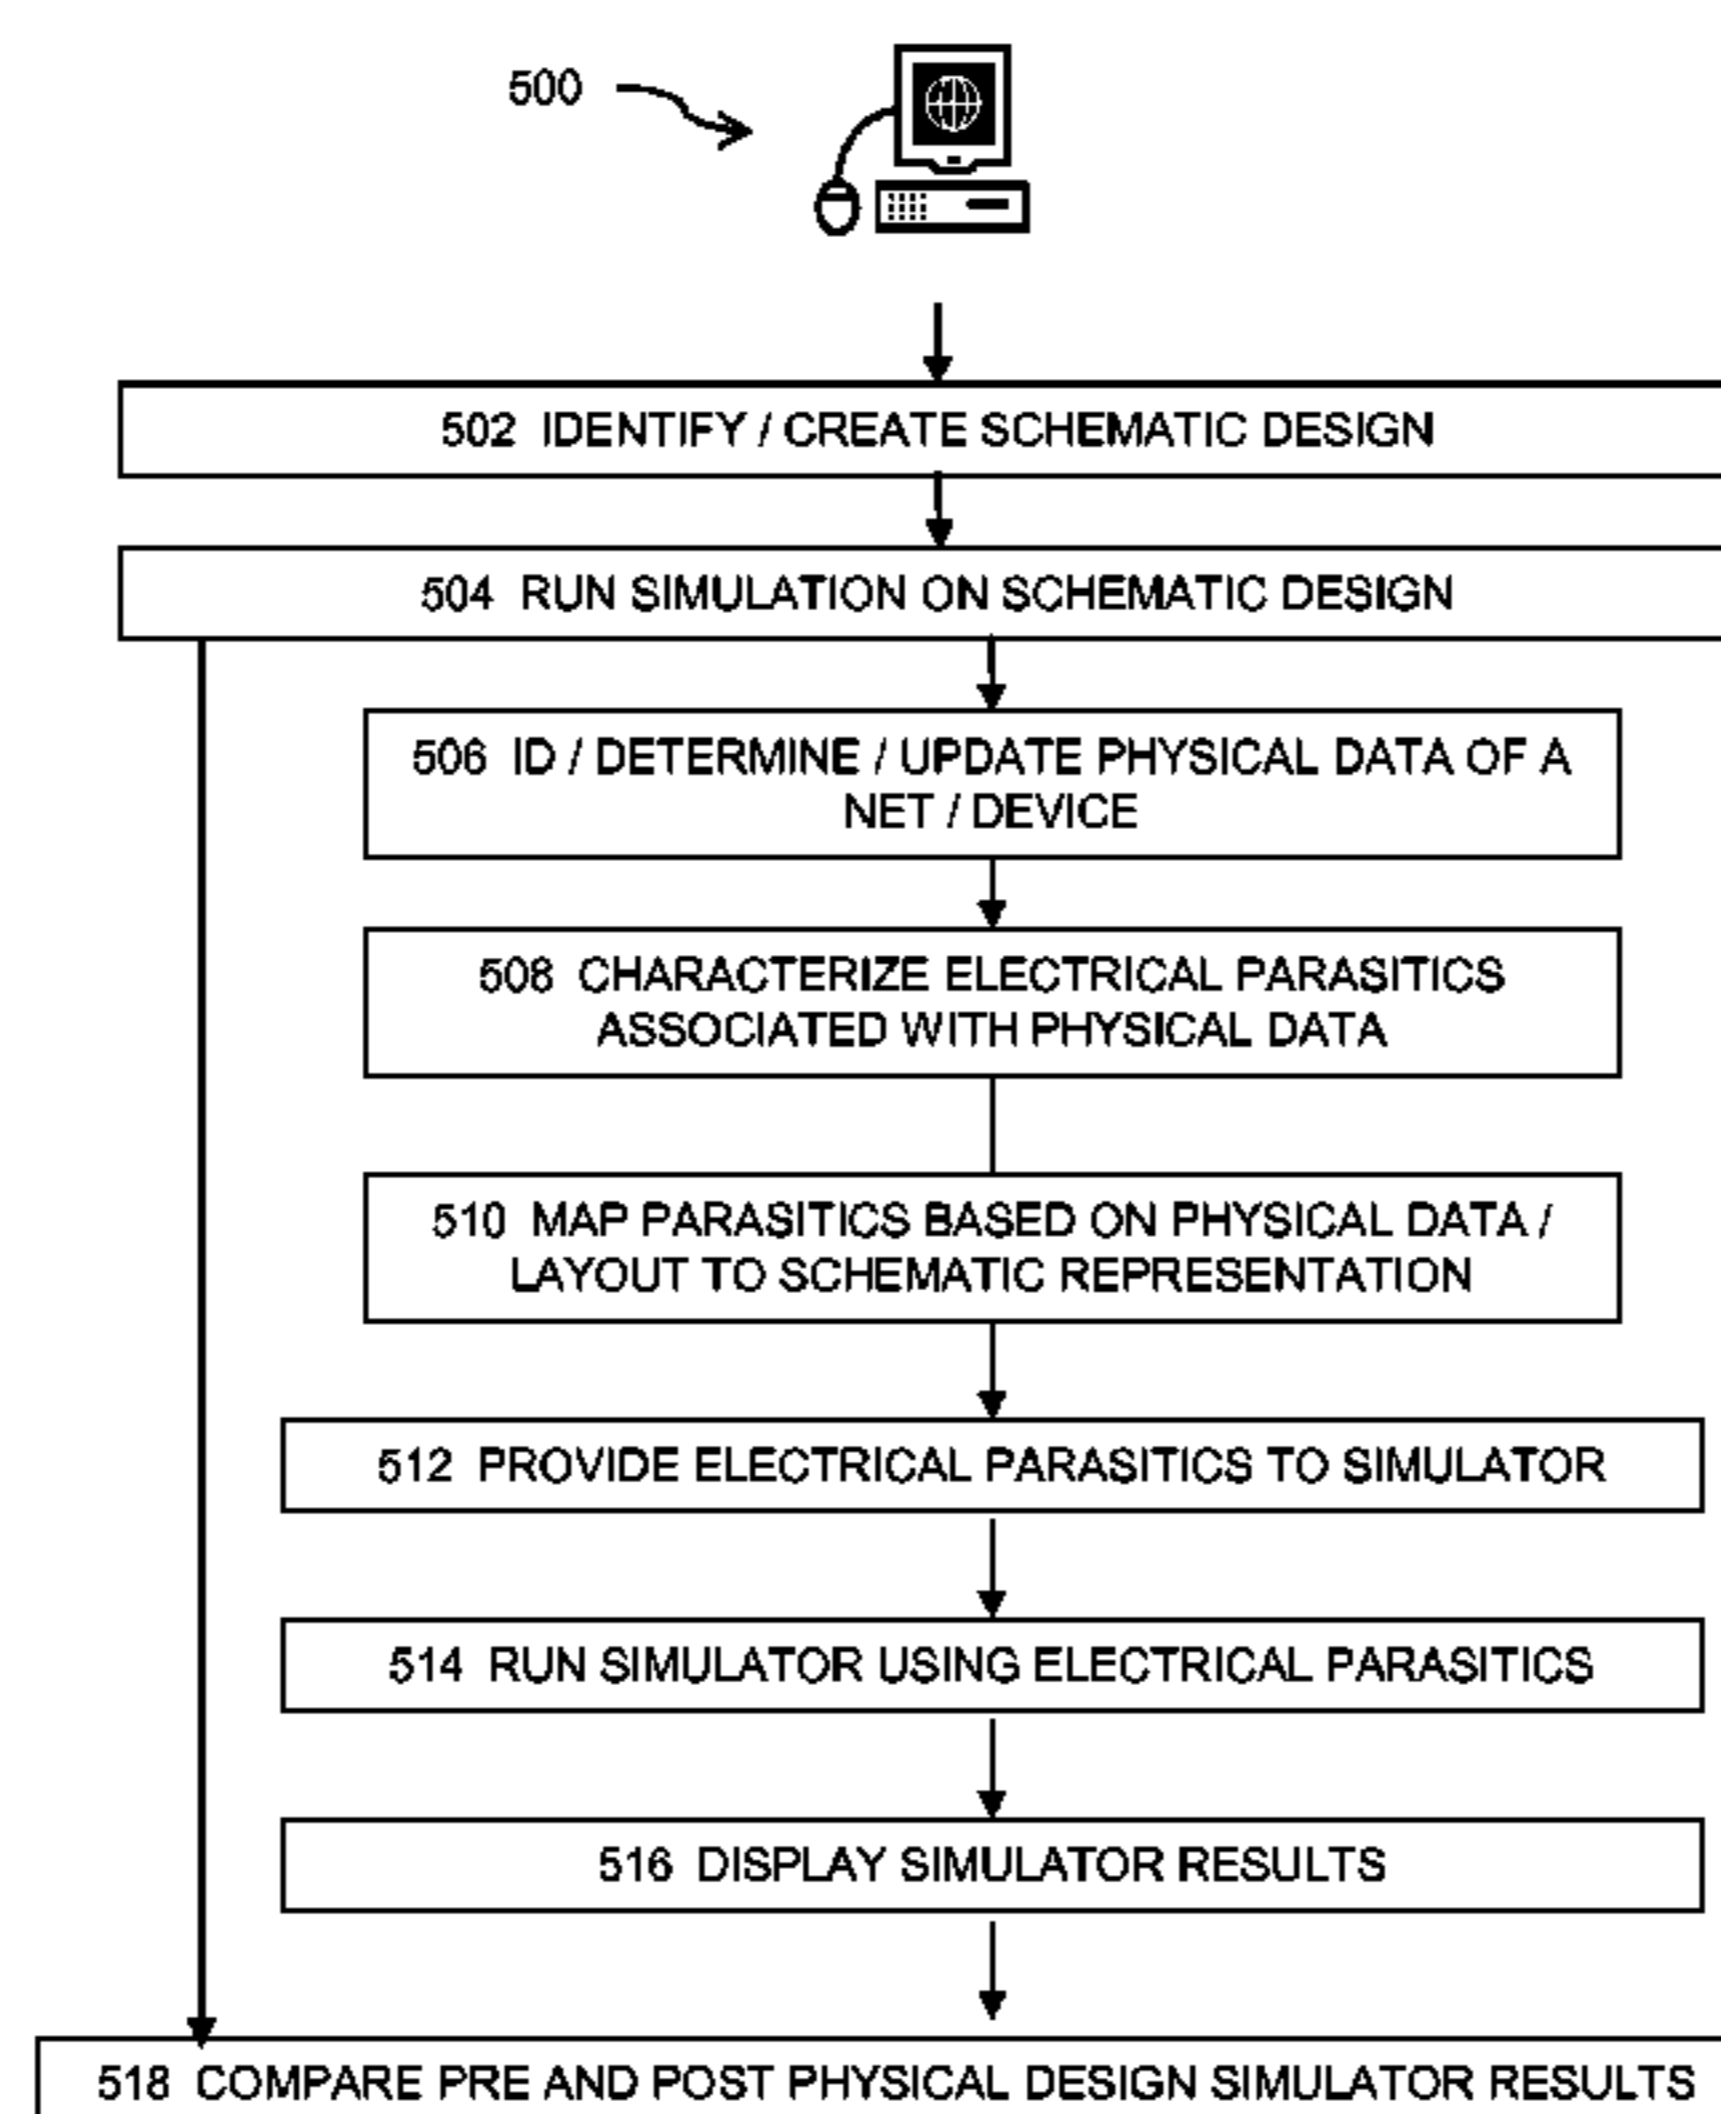 500
502 IDENTIFY / CREATE SCHEMATIC DESIGN
504 RUN SIMULATION ON SCHEMATIC DESIGN
506 ID / DETERMINE / UPDATE PHYSICAL DATA OF A
NET / DEVICE
508 CHARACTERIZE ELECTRICAL PARASITICS
ASSOCIATED WITH PHYSICAL DATA
510 MAP PARASITICS BASED ON PHYSICAL DATA /
LAYOUT TO SCHEMATIC REPRESENTATION
512 PROVIDE ELECTRICAL PARASITICS TO SIMULATOR
514 RUN SIMULATOR USING ELECTRICAL PARASITICS
516 DISPLAY SIMULATOR RESULTS
518 COMPARE PRE AND POST PHYSICAL DESIGN SIMULATOR RESULTS